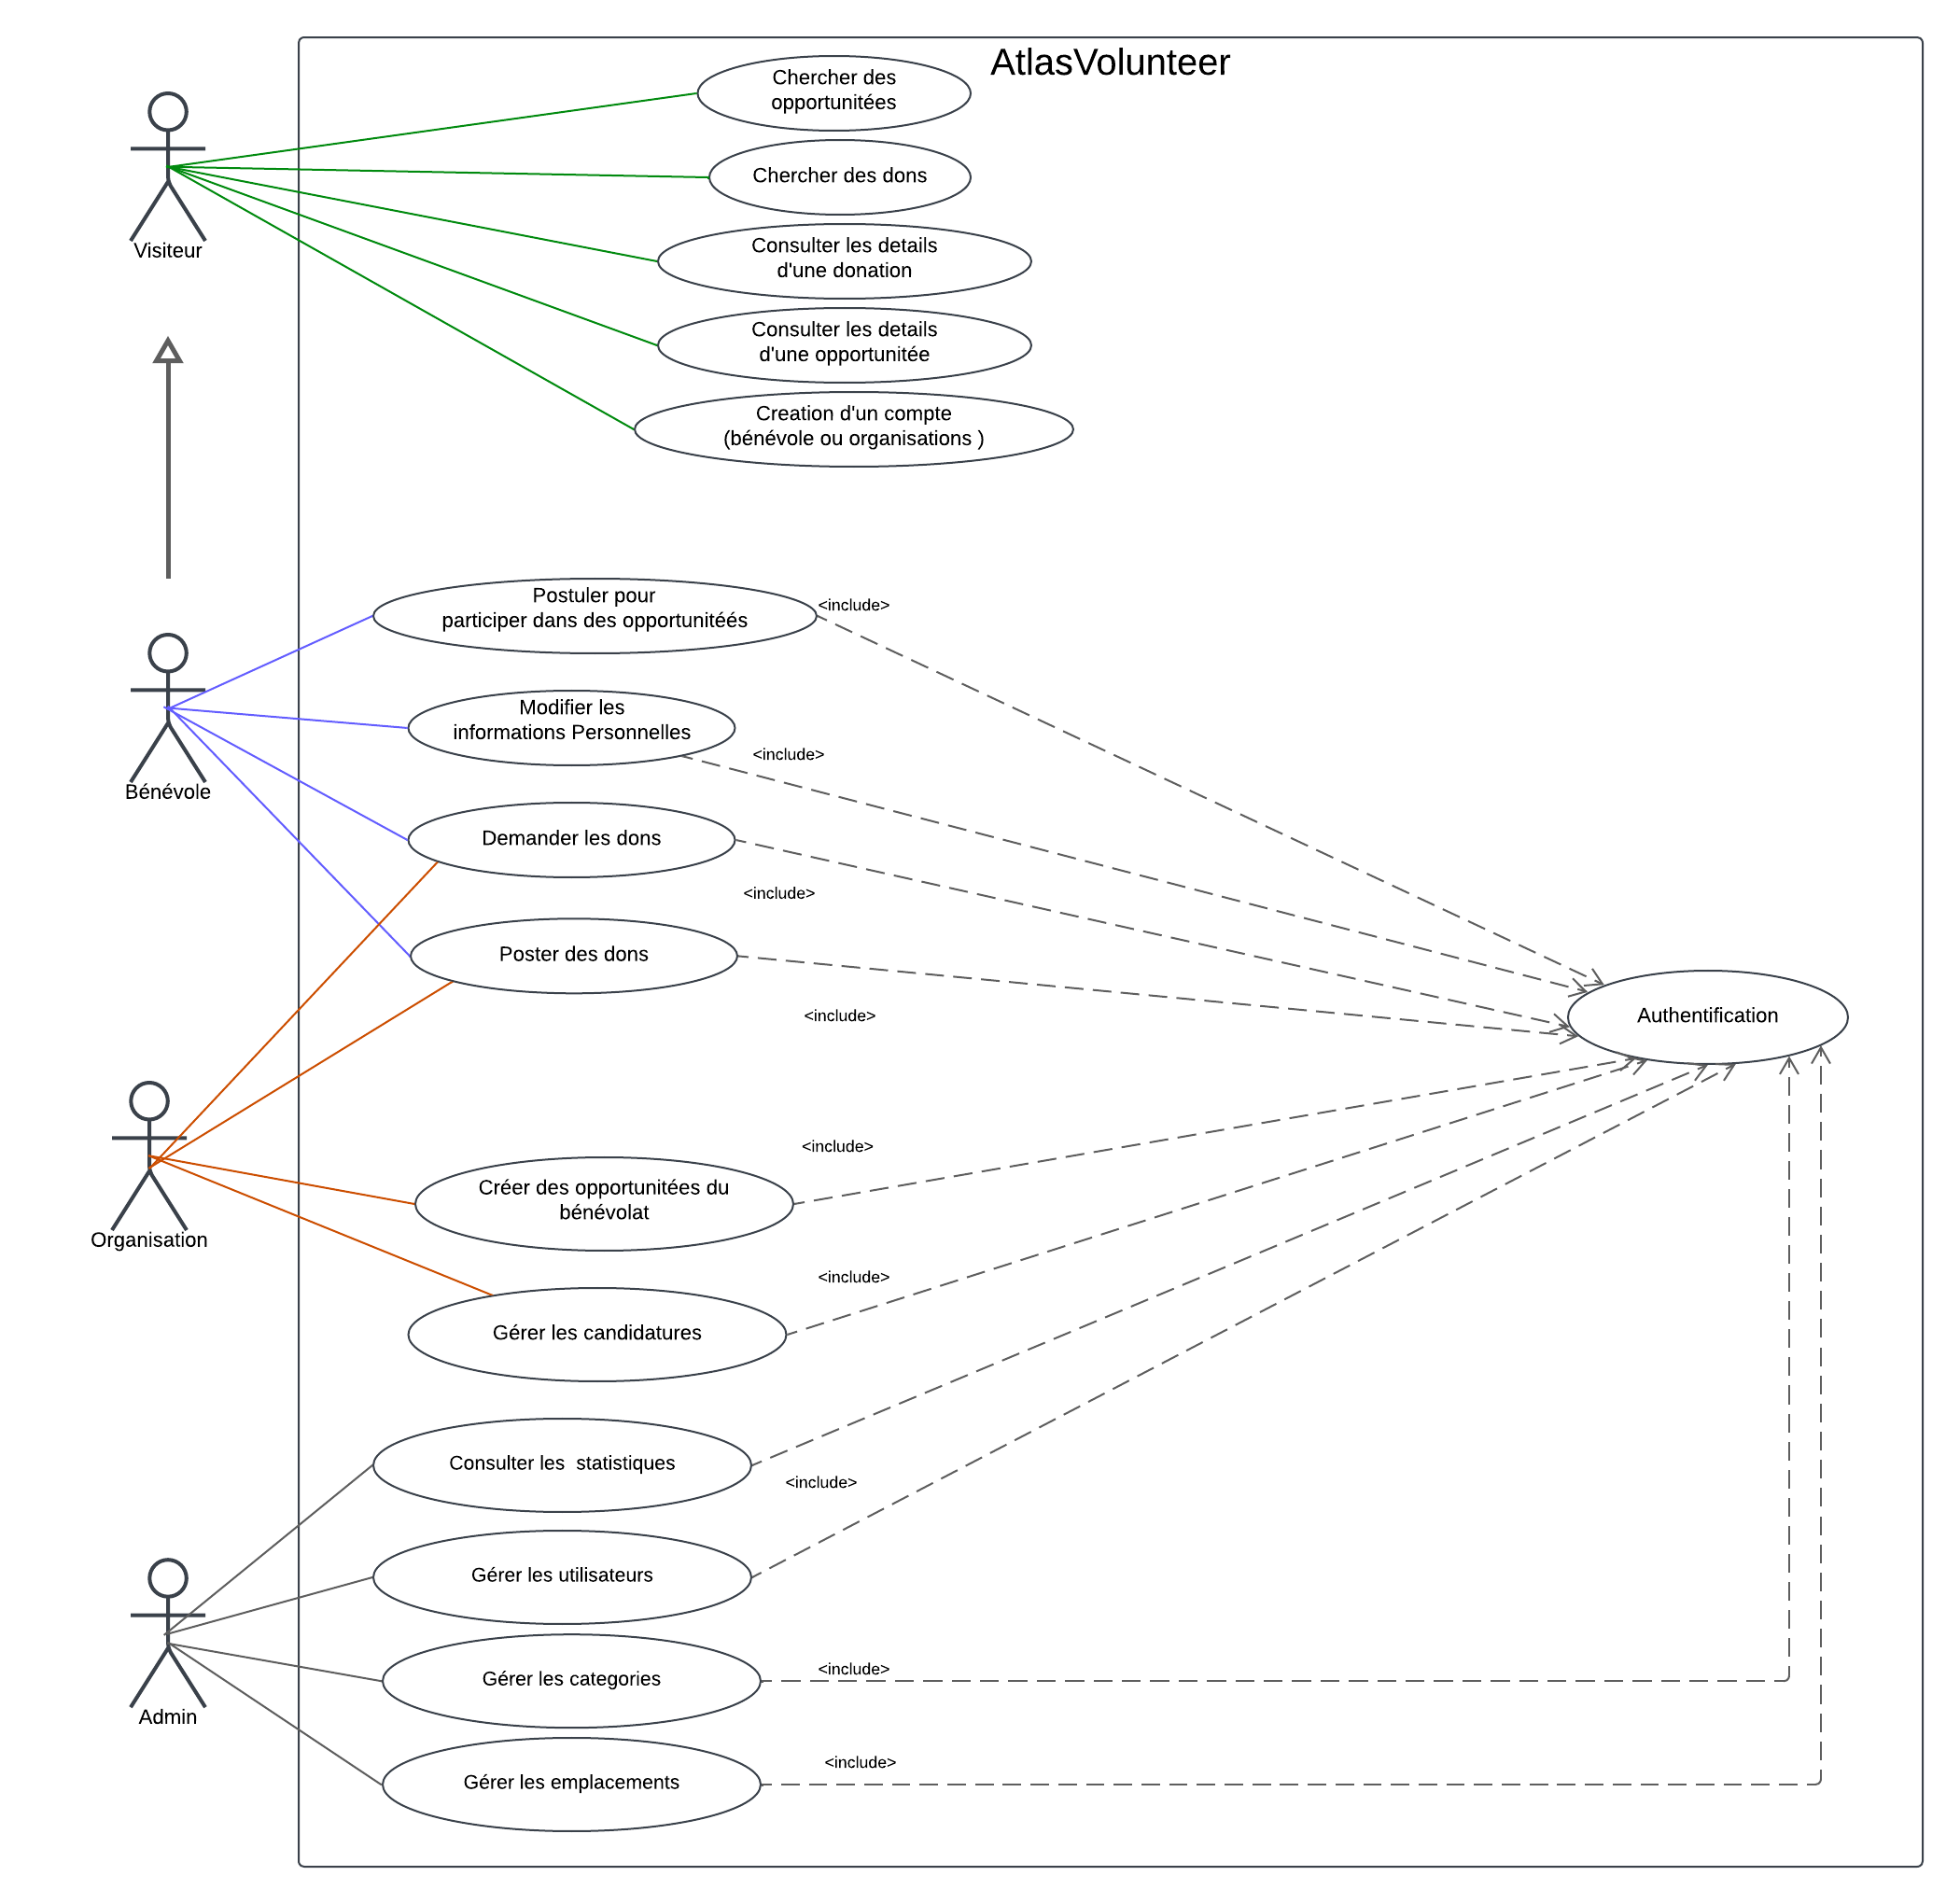 AtlasVolunteer
Chercher des
opportunitées
Chercher des dons
Visiteur
Consulter les details
d'une donation
Consulter les details
d'une opportunitée
Creation d'un compte
(bénévole ou organisations )
Postuler pour
participer dans des opportunitéés
<include>
Modifier les
informations Personnelles
<include>
Bénévole
Demander les dons
<include>
Poster des dons
<include>
Authentification
<include>
Créer des opportunitées du
bénévolat
Organisation
<include>
Gérer les candidatures
Consulter les  statistiques
<include>
Gérer les utilisateurs
<include>
Gérer les categories
Admin
<include>
Gérer les emplacements